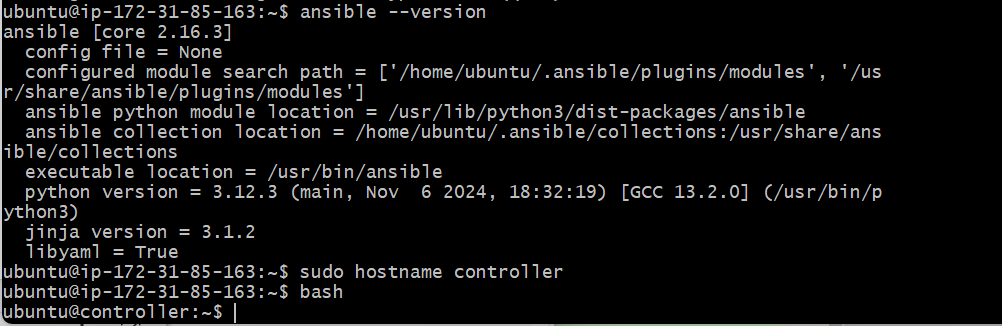 ubuntu@ip-172-31-85-163:~$ ansible --version
ansible [core 2.16.3]
  config file = None
  configured module search path = ['/home/ubuntu/.ansible/plugins/modules', '/us
r/share/ansible/plugins/modules']
  ansible python module location = /usr/lib/python3/dist-packages/ansible
  ansible collection location = /home/ubuntu/.ansible/collections:/usr/share/ans
ible/collections
  executable location = /usr/bin/ansible
  python version = 3.12.3 (main, Nov  6 2024, 18:32:19) [GCC 13.2.0] (/usr/bin/p
ython3)
  jinja version = 3.1.2
  libyaml = True
ubuntu@ip-172-31-85-163:~$ sudo hostname controller
ubuntu@ip-172-31-85-163:~$ bash
ubuntu@controller:~$